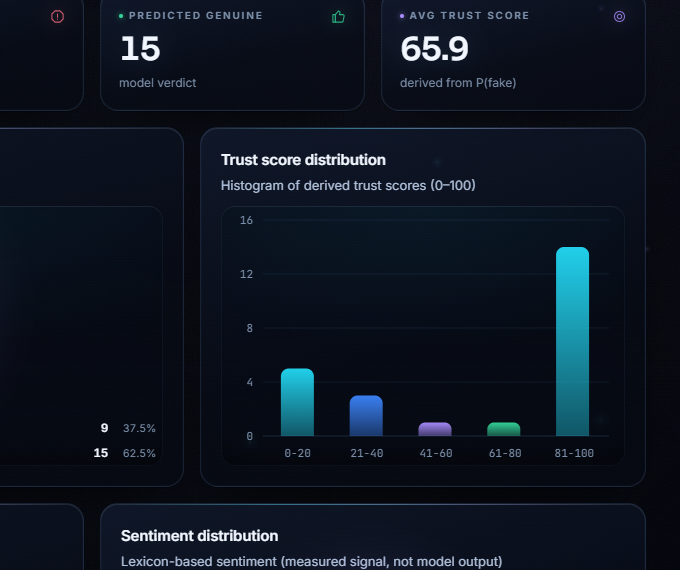 PREDICTED GENUINE
15
model verdict
AVG TRUST SCORE
65.9
derived from P(fake)
9 37.5%
15 62.5%
Trust score distribution
Histogram of derived trust scores (0–100)
16
12
8
4
0
0-20 21-40 41-60 61-80 81-100
Sentiment distribution
Lexicon-based sentiment (measured signal, not model output)